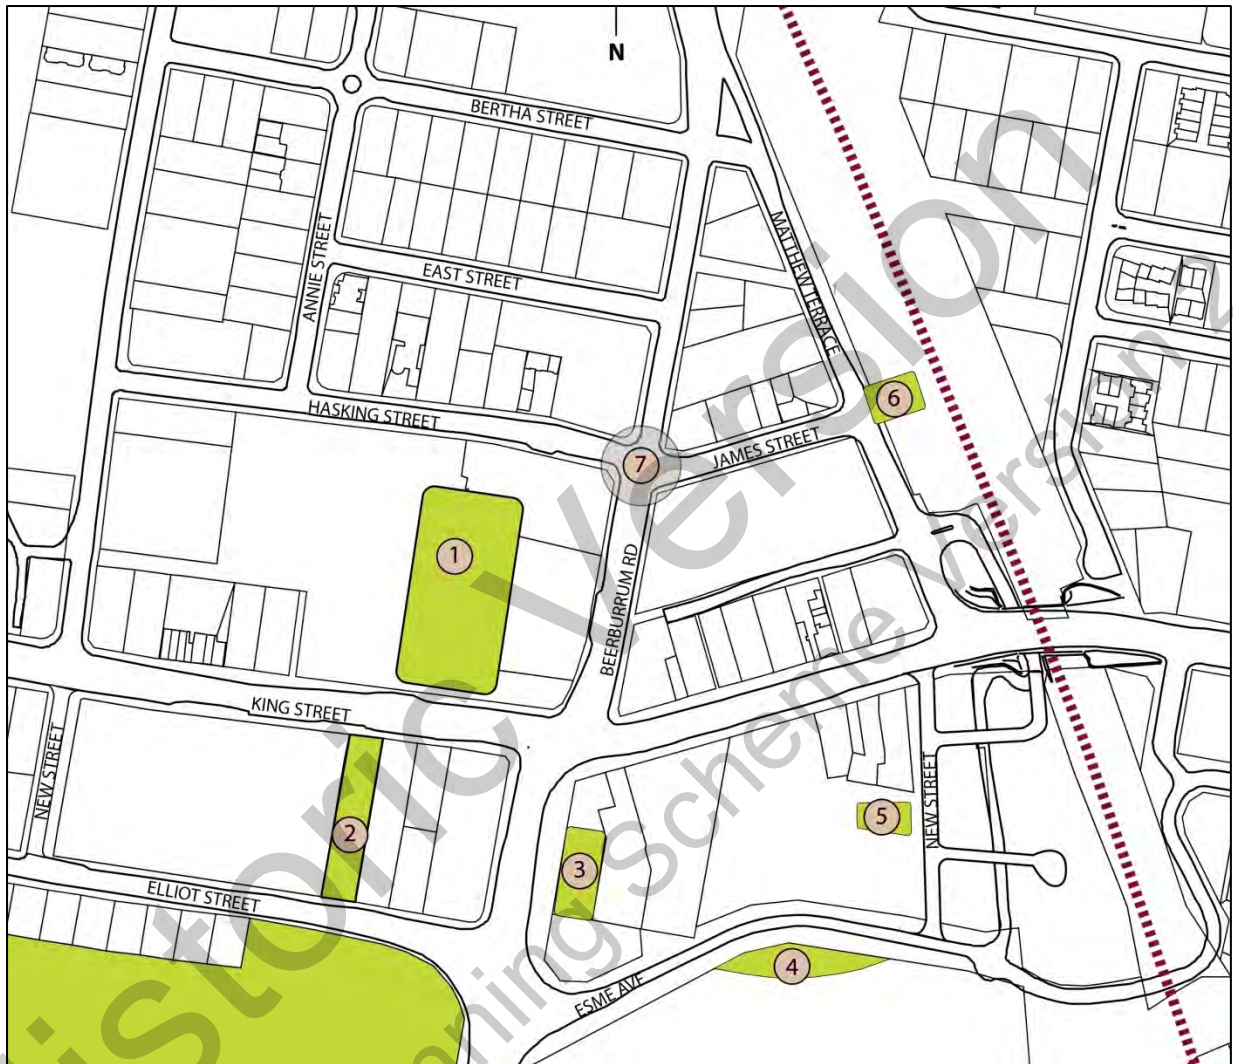 N
BERTHA STREET
MATTHEW TERRACE
ANNIE STREET
EAST STREET
6
HASKING STREET
JAMES STREET
7
1
BEERBURRUM RD
KING STREET
NEW STREET
2
3
5
NEW STREET
ELLIOT STREET
4
ESME AVE
Historic Version
Planning Scheme Version 2